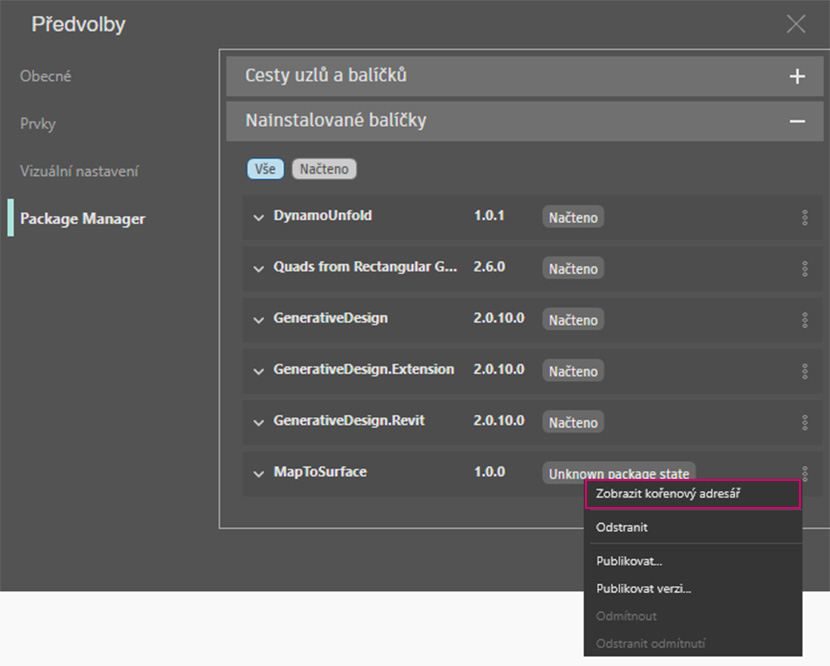 Předvolby
Obecné
Prvky
Vizuální nastavení
Package Manager
Cesty uzlů a balíčků
Nainstalované balíčky
Vše Načteno
DynamoUnfold 1.0.1 Načteno
Quads from Rectangular G... 2.6.0 Načteno
GenerativeDesign 2.0.10.0 Načteno
GenerativeDesign.Extension 2.0.10.0 Načteno
GenerativeDesign.Revit 2.0.10.0 Načteno
MapToSurface 1.0.0 Unknown package state
Zobrazit kořenový adresář
Odstranit
Publikovat...
Publikovat verzi...
Odmítnout
Odstranit odmítnutí